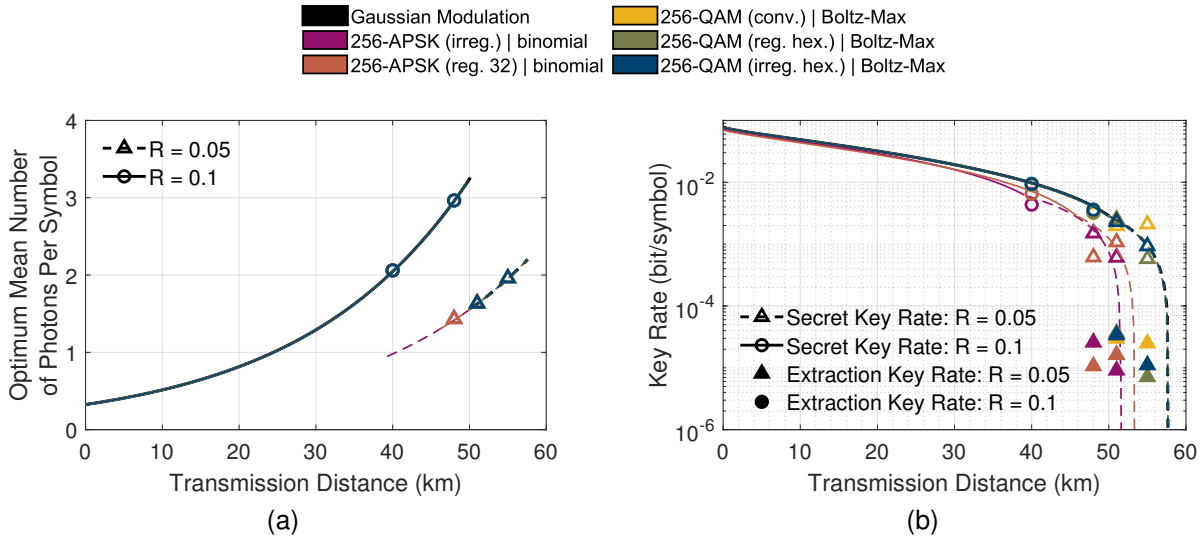 Gaussian Modulation
256-APSK (irreg.) | binomial
256-APSK (reg. 32) | binomial
256-QAM (conv.) | Boltz-Max
256-QAM (reg. hex.) | Boltz-Max
256-QAM (irreg. hex.) | Boltz-Max
Optimum Mean Number
of Photons Per Symbol
4
3
2
1
0
R = 0.05
R = 0.1
0 10 20 30 40 50 60
Transmission Distance (km)
(a)
Key Rate (bit/symbol)
10^-2
10^-4
10^-6
Secret Key Rate: R = 0.05
Secret Key Rate: R = 0.1
Extraction Key Rate: R = 0.05
Extraction Key Rate: R = 0.1
0 10 20 30 40 50 60
Transmission Distance (km)
(b)